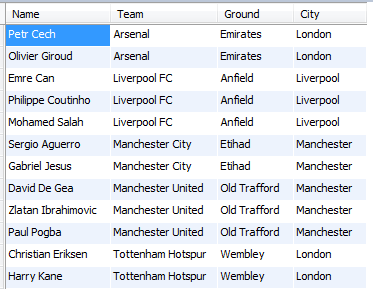 Name Team Ground City
Petr Cech Arsenal Emirates London
Olivier Giroud Arsenal Emirates London
Emre Can Liverpool FC Anfield Liverpool
Philippe Coutinho Liverpool FC Anfield Liverpool
Mohamed Salah Liverpool FC Anfield Liverpool
Sergio Aguerro Manchester City Etihad Manchester
Gabriel Jesus Manchester City Etihad Manchester
David De Gea Manchester United Old Trafford Manchester
Zlatan Ibrahimovic Manchester United Old Trafford Manchester
Paul Pogba Manchester United Old Trafford Manchester
Christian Eriksen Tottenham Hotspur Wembley London
Harry Kane Tottenham Hotspur Wembley London